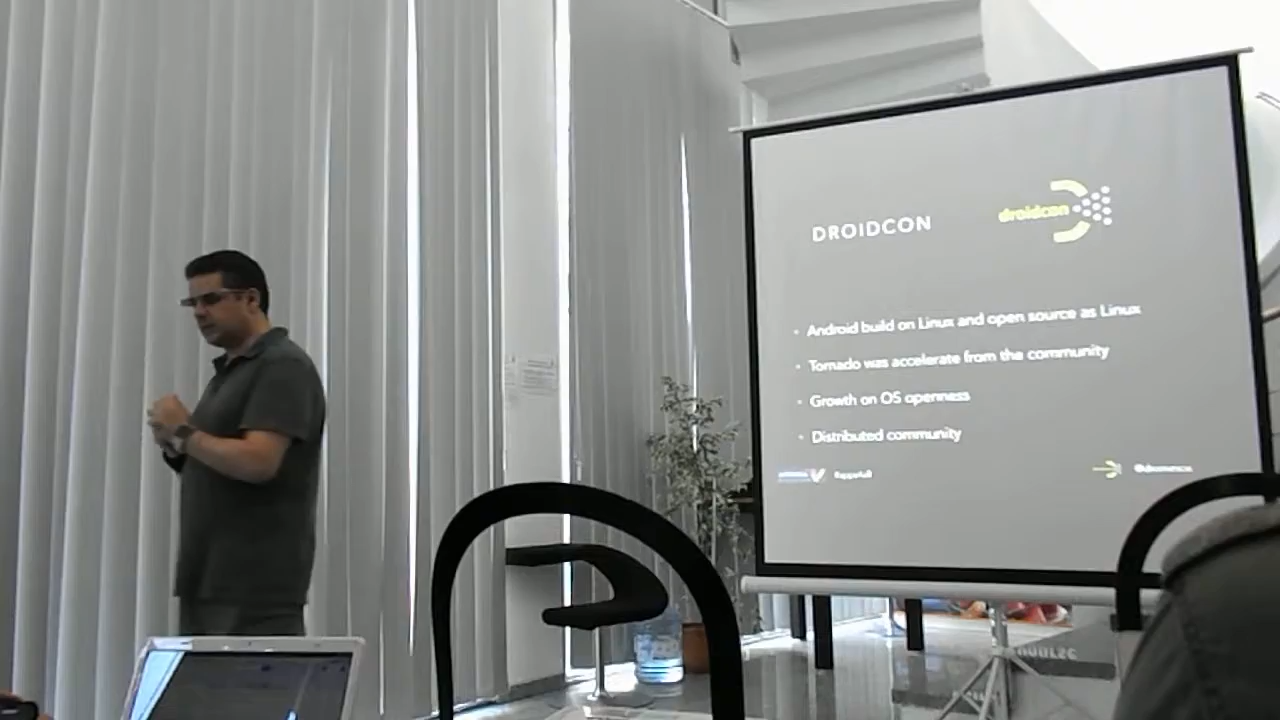 DROIDCON
droidcon
Android build on Linux and open source as Linux
Tornado was accelerate from the community
Growth on OS openness
Distributed community